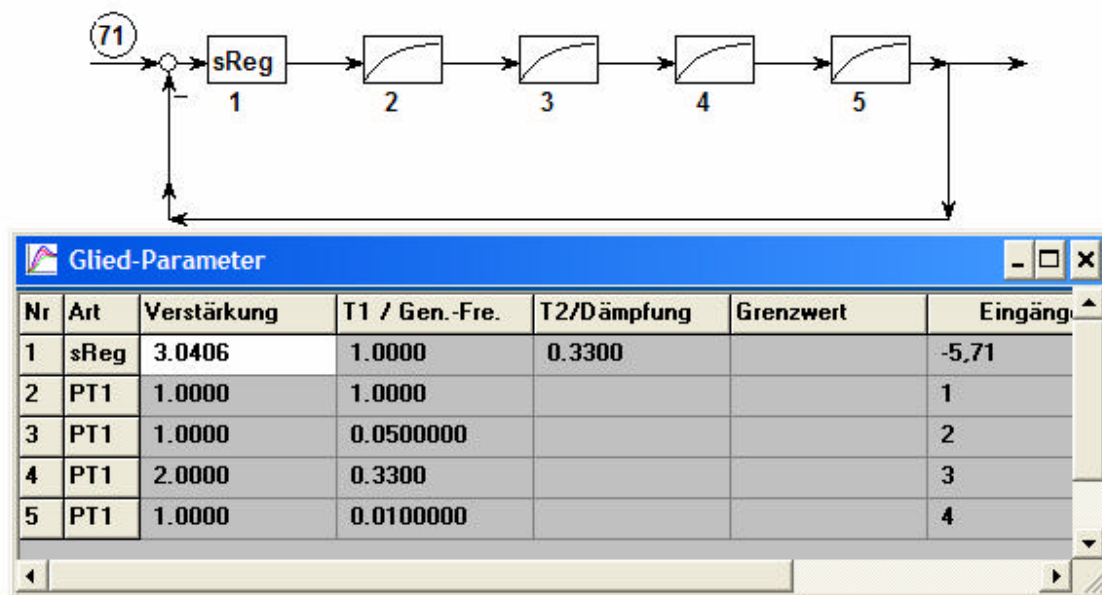 71
sReg
1 2 3 4 5
–
Glied-Parameter
Nr Art Verstärkung T1 / Gen.-Fre. T2/Dämpfung Grenzwert Eingäng
1 sReg 3.0406 1.0000 0.3300 -5,71
2 PT1 1.0000 1.0000 1
3 PT1 1.0000 0.0500000 2
4 PT1 2.0000 0.3300 3
5 PT1 1.0000 0.0100000 4